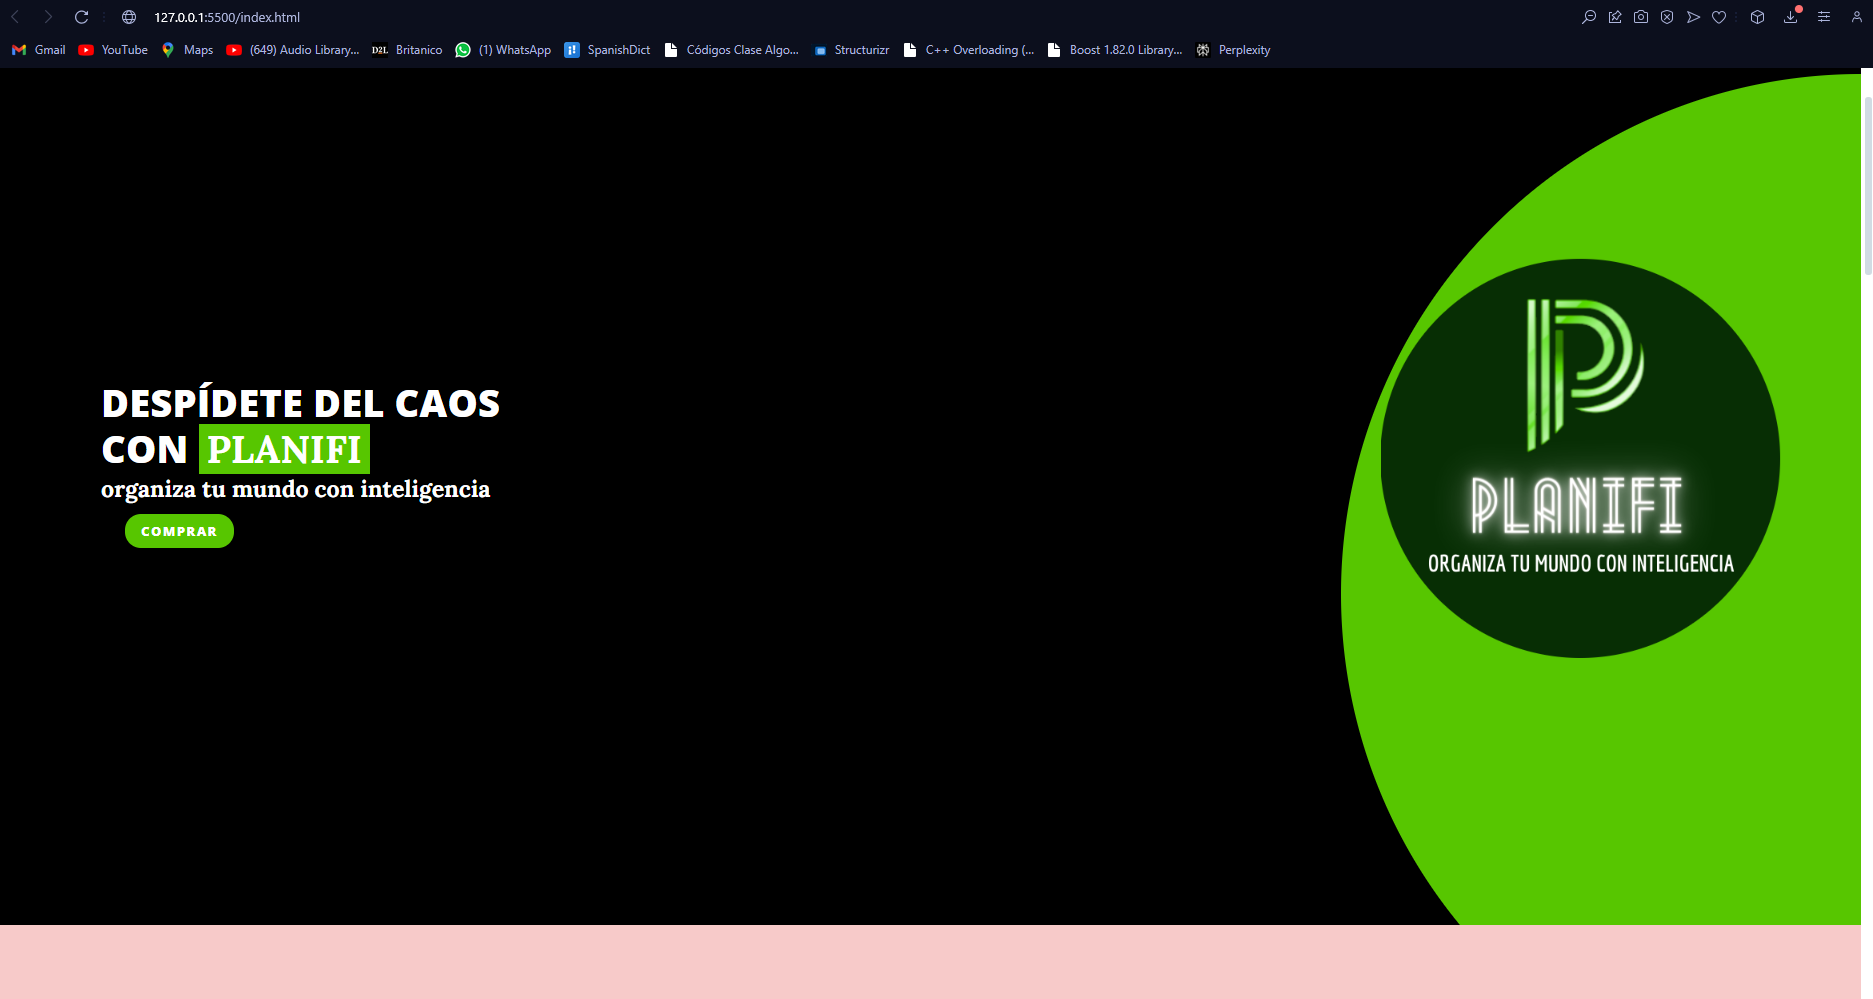 127.0.0.1:5500/index.html
Gmail YouTube Maps (649) Audio Library... D2L Britanico (1) WhatsApp SpanishDict Códigos Clase Algo... Structurizr C++ Overloading (... Boost 1.82.0 Library... Perplexity
DESPÍDETE DEL CAOS
CON PLANIFI
organiza tu mundo con inteligencia
COMPRAR
PLANIFI
ORGANIZA TU MUNDO CON INTELIGENCIA